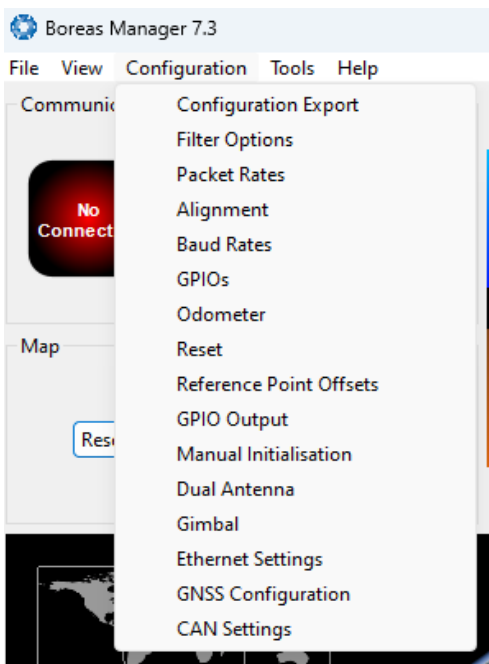 Boreas Manager 7.3
File View Configuration Tools Help
Configuration Export
Filter Options
Packet Rates
Alignment
Baud Rates
GPIOs
Odometer
Reset
Reference Point Offsets
GPIO Output
Manual Initialisation
Dual Antenna
Gimbal
Ethernet Settings
GNSS Configuration
CAN Settings
No
Map